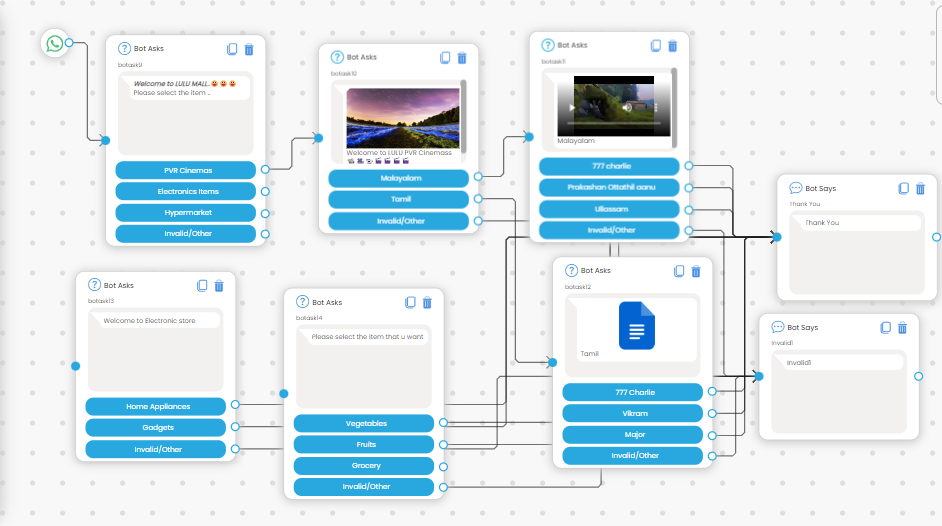 Bot Asks
botask9
Welcome to LULU MALL..
Please select the item ..
PVR Cinemas
Electronics Items
Hypermarket
Invalid/Other
Bot Asks
botask10
Welcome to LULU PVR Cinemass
Malayalam
Tamil
Invalid/Other
Bot Asks
botask11
Malayalam
777 charlie
Prakashan Ottathil aanu
Ullassam
Invalid/Other
Bot Says
Thank You
Thank You
Bot Asks
botask13
Welcome to Electronic store
Home Appliances
Gadgets
Invalid/Other
Bot Asks
botask14
Please select the item that u want
Vegetables
Fruits
Grocery
Invalid/Other
Bot Asks
botask12
Tamil
777 Charlie
Vikram
Major
Invalid/Other
Bot Says
Invalid1
Invalid1